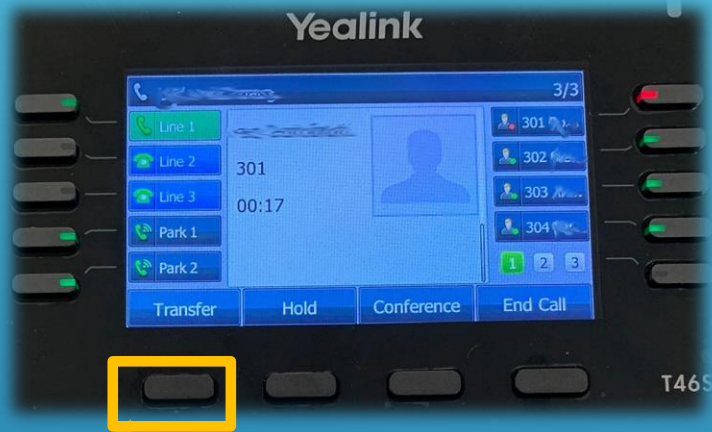 Yealink
3/3
Line 1
Line 2
Line 3
Park 1
Park 2
301
00:17
301
302
303
304
1 2 3
Transfer Hold Conference End Call
T46S